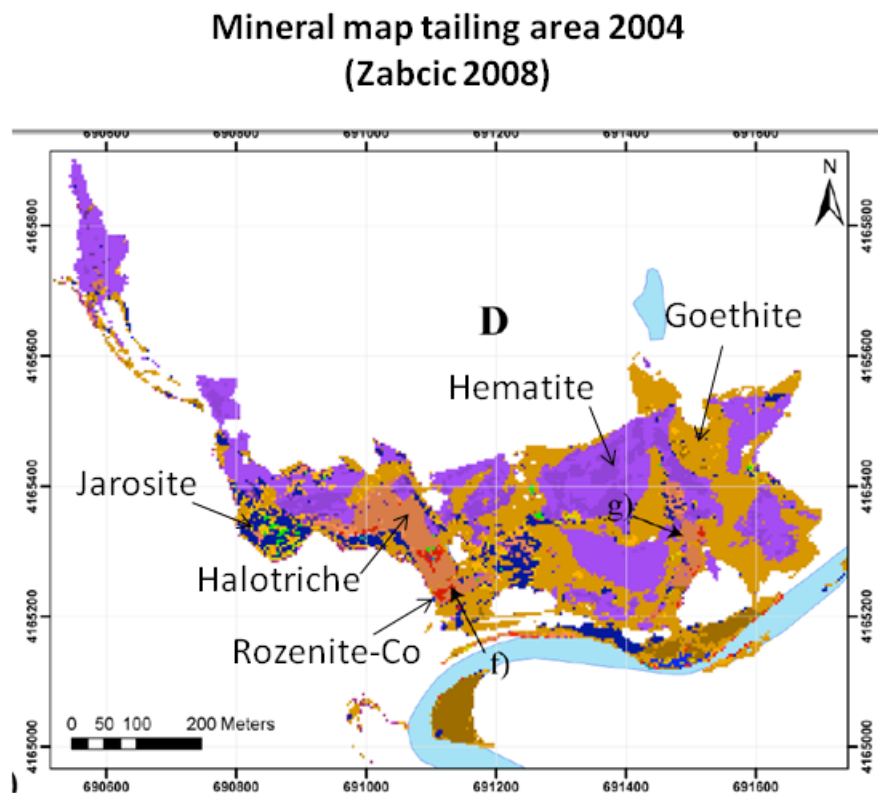 Mineral map tailing area 2004
(Zabcic 2008)
690600 690800 691000 691200 691400 691600
N
4165800 4165800
D
Goethite
4165600 4165600
Hematite
4165400 4165400
Jarosite
g)
Halotriche
4165200 4165200
Rozenite-Co
f)
0 50 100 200 Meters
4165000 4165000
)
690600 690800 691000 691200 691400 691600